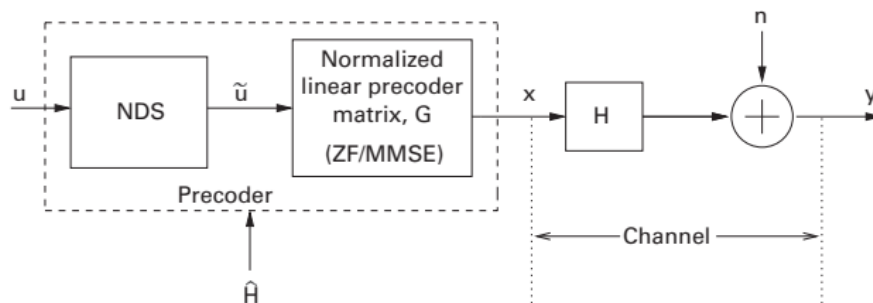 n
Normalized
linear precoder
matrix, G
(ZF/MMSE)
u
NDS
ũ
x
H
y
Precoder
Channel
Ĥ